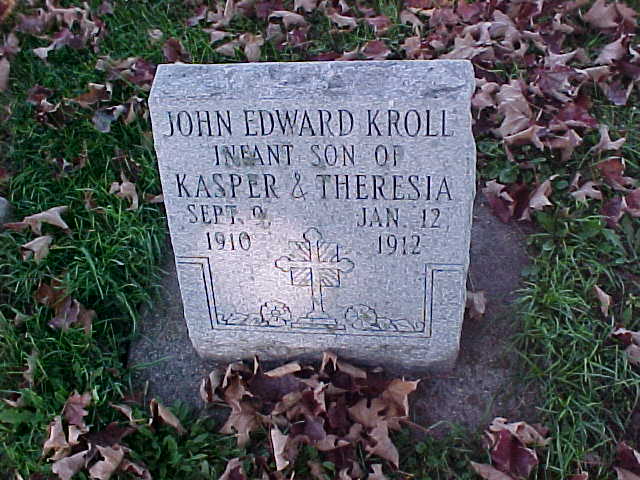 JOHN EDWARD KROLL
INFANT SON OF
KASPER & THERESIA
SEPT. 9, JAN. 12,
1910 1912